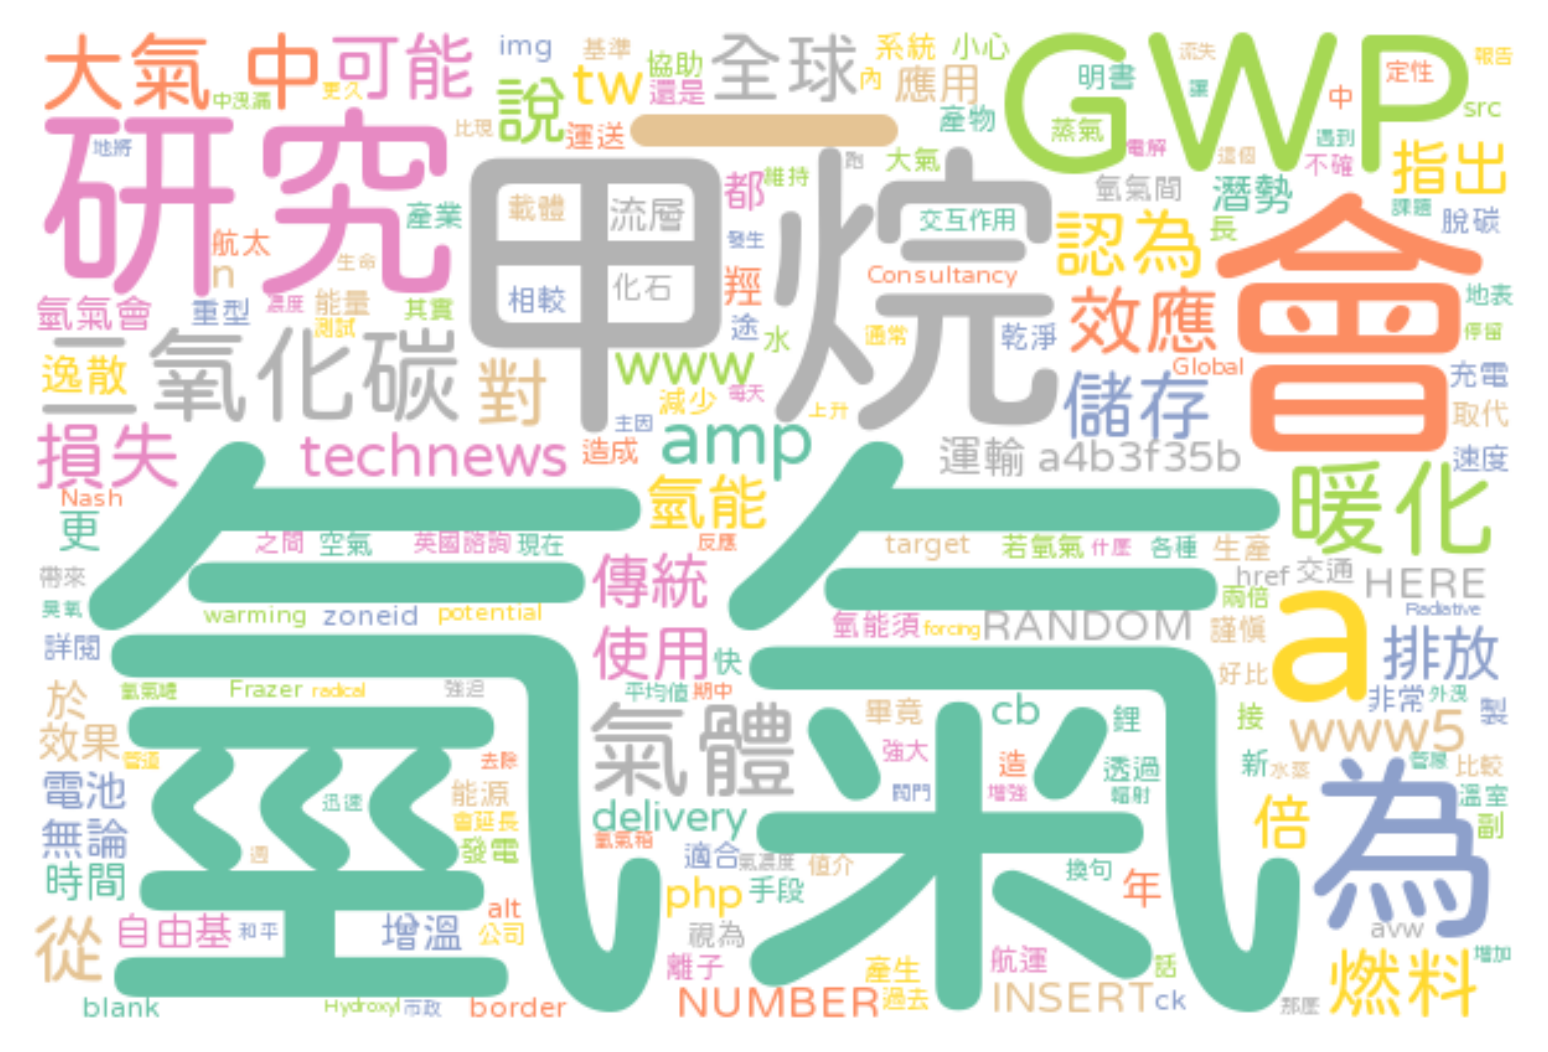 大氣中
可能
img
基準
tw
協助
還是
全球
系統
小心
內
應用
GWP
明書
流失
讓
定性
報告
中
src
中洩漏
更久
說
比現
運送
一
產物
蒸氣
電解
這個
遇到
不確
指出
地將
研究
甲烷
載體
流層
都
維持
跑
大氣
氫氣間
潛勢
課題
脫碳
產業
交互作用
認為
長
會
航太
n
生命
發生
相較
化石
羥
Consultancy
效應
地表
氫氣會
重型
濃度
能量
測試
其實
途
水
通常
乾淨
停留
二氧化碳
逸散
對
www
減少
每天
上升
主因
Global
儲存
充電
取代
損失
technews
造成
amp
運輸
a4b3f35b
速度
Nash
更
氫氣
氫能
暖化
之間
空氣
英國諮詢
現在
反應
target
若氫氣
什麼
各種
生產
帶來
臭氧
傳統
href
交通
HERE
兩倍
a
Radiative
warming
zoneid
potential
氫能須
forcing
RANDOM
謹慎
排放
詳閱
使用
快
好比
於
氫氣罐
Frazer
radical
強迫
平均值
期中
非常
外洩
製
效果
管道
去除
氣體
畢竟
cb
鋰
接
www5
電池
迅速
能源
強大
造
透過
新
水蒸
管線
比較
會延長
閥門
增強
輻射
溫室
無論
週
發電
delivery
氫氣箱
倍
為
副
時間
適合
氣濃度
值介
換句
php
手段
年
從
自由基
和平
增溫
alt
公司
視為
avw
離子
產生
航運
話
燃料
增加
blank
Hydroxyl
市政
border
NUMBER
過去
INSERT
ck
那麼